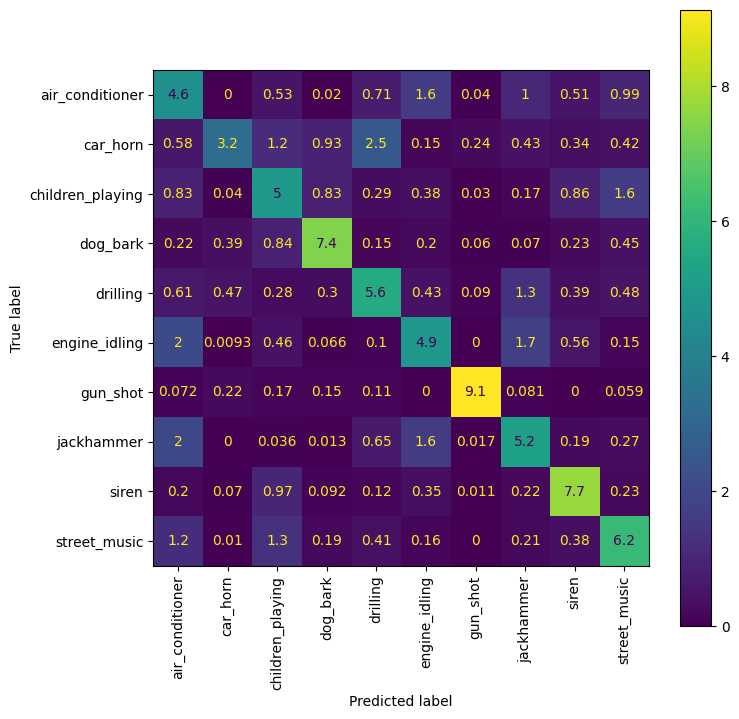 air_conditioner 4.6 0 0.53 0.02 0.71 1.6 0.04 1 0.51 0.99
car_horn 0.58 3.2 1.2 0.93 2.5 0.15 0.24 0.43 0.34 0.42
children_playing 0.83 0.04 5 0.83 0.29 0.38 0.03 0.17 0.86 1.6
dog_bark 0.22 0.39 0.84 7.4 0.15 0.2 0.06 0.07 0.23 0.45
drilling 0.61 0.47 0.28 0.3 5.6 0.43 0.09 1.3 0.39 0.48
engine_idling 2 0.0093 0.46 0.066 0.1 4.9 0 1.7 0.56 0.15
gun_shot 0.072 0.22 0.17 0.15 0.11 0 9.1 0.081 0 0.059
jackhammer 2 0 0.036 0.013 0.65 1.6 0.017 5.2 0.19 0.27
siren 0.2 0.07 0.97 0.092 0.12 0.35 0.011 0.22 7.7 0.23
street_music 1.2 0.01 1.3 0.19 0.41 0.16 0 0.21 0.38 6.2
air_conditioner
car_horn
children_playing
dog_bark
drilling
engine_idling
gun_shot
jackhammer
siren
street_music
Predicted label
True label
8
6
4
2
0